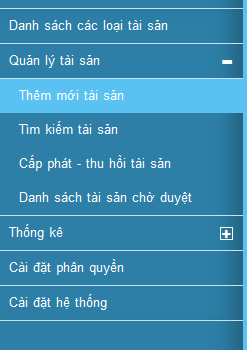 Danh sách các loại tài sản
Quản lý tài sản
Thêm mới tài sản
Tìm kiếm tài sản
Cấp phát - thu hồi tài sản
Danh sách tài sản chờ duyệt
Thống kê
Cài đặt phân quyền
Cài đặt hệ thống